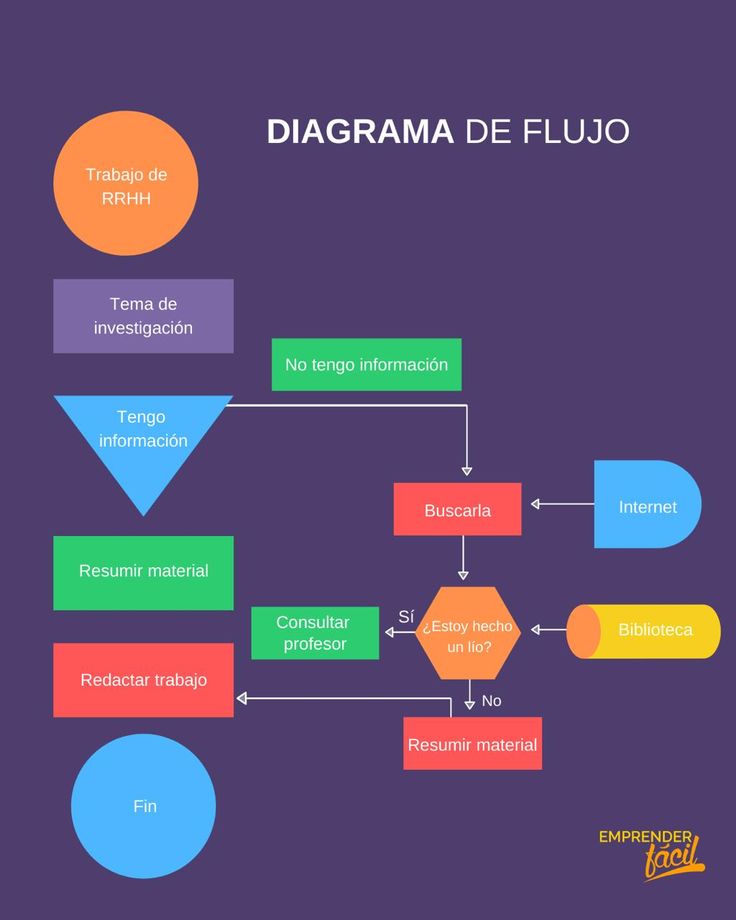 DIAGRAMA DE FLUJO
Trabajo de
RRHH
Tema de
investigación
No tengo información
Tengo
información
Buscarla
Internet
Resumir material
Consultar
profesor
Sí
¿Estoy hecho
un lío?
Biblioteca
Redactar trabajo
No
Resumir material
Fin
EMPRENDER
fácil